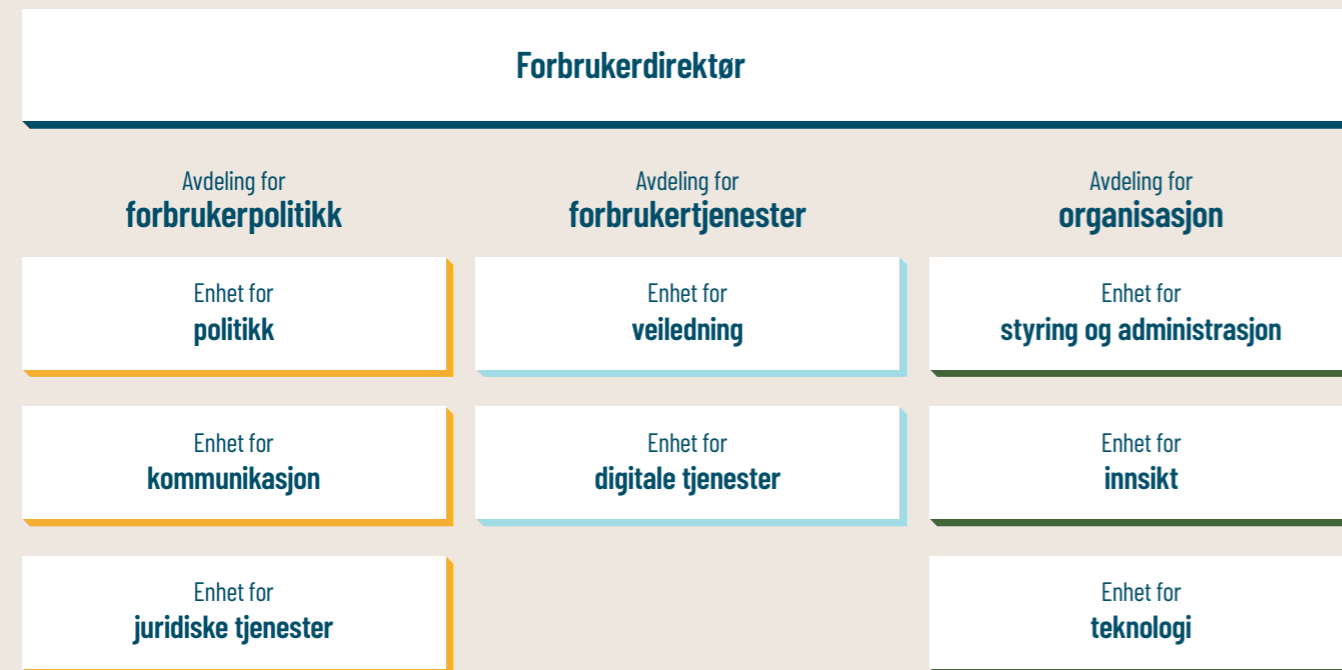 Forbrukerdirektør
Avdeling for
forbrukerpolitikk
Enhet for
politikk
Enhet for
kommunikasjon
Enhet for
juridiske tjenester
Avdeling for
forbrukertjenester
Enhet for
veiledning
Enhet for
digitale tjenester
Avdeling for
organisasjon
Enhet for
styring og administrasjon
Enhet for
innsikt
Enhet for
teknologi